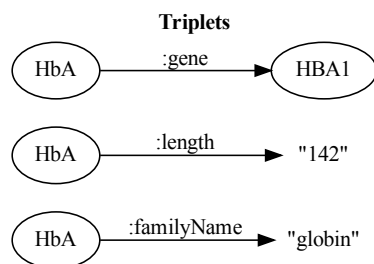 Triplets
HbA :gene HBA1
HbA :length "142"
HbA :familyName "globin"